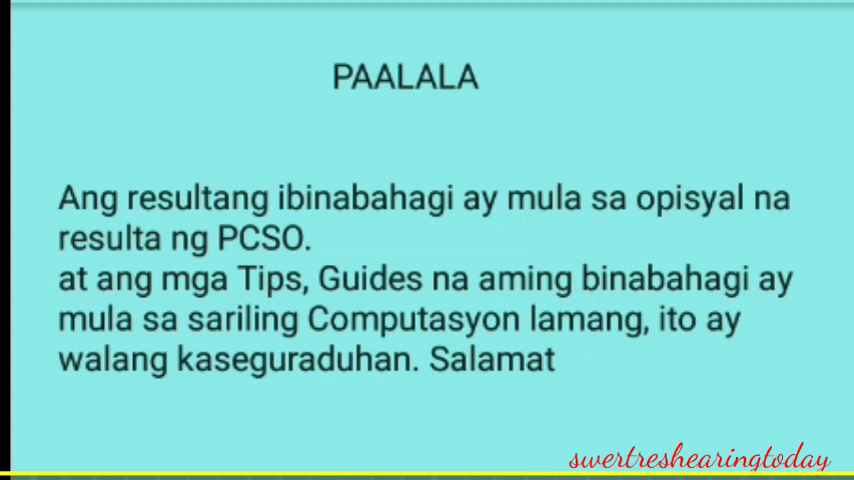 PAALALA
Ang resultang ibinabahagi ay mula sa opisyal na
resulta ng PCSO.
at ang mga Tips, Guides na aming binabahagi ay
mula sa sariling Computasyon lamang, ito ay
walang kaseguraduhan. Salamat
swertreshearingtoday